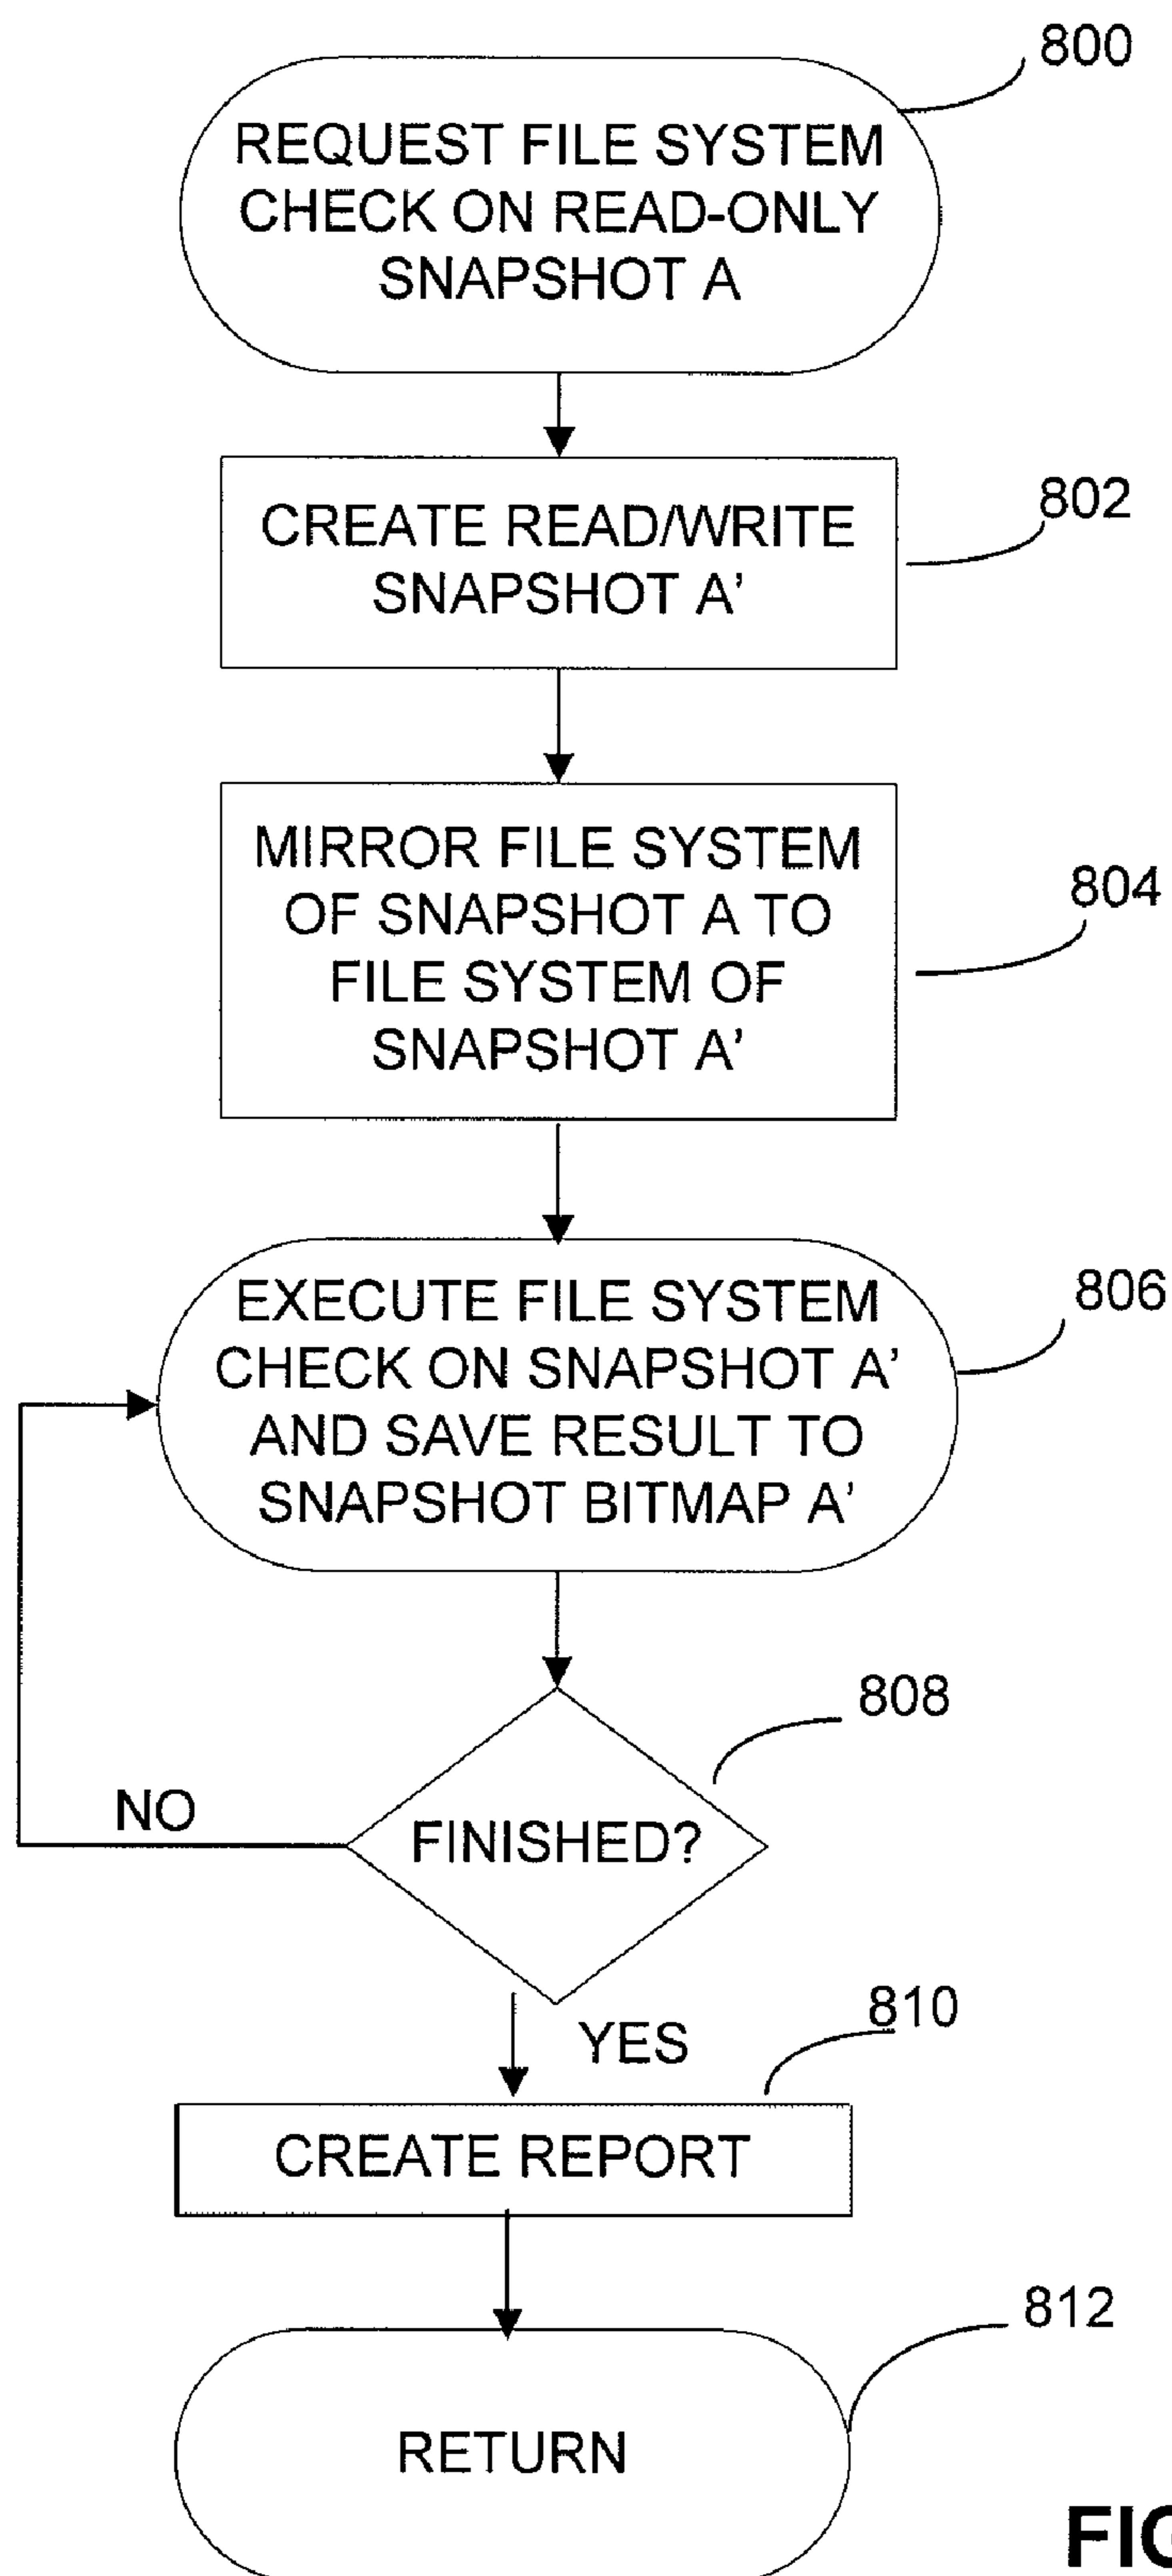 800
REQUEST FILE SYSTEM
CHECK ON READ-ONLY
SNAPSHOT A
802
CREATE READ/WRITE
SNAPSHOT A’
804
MIRROR FILE SYSTEM
OF SNAPSHOT A TO
FILE SYSTEM OF
SNAPSHOT A’
806
EXECUTE FILE SYSTEM
CHECK ON SNAPSHOT A’
AND SAVE RESULT TO
SNAPSHOT BITMAP A’
808
NO
FINISHED?
YES
810
CREATE REPORT
812
RETURN